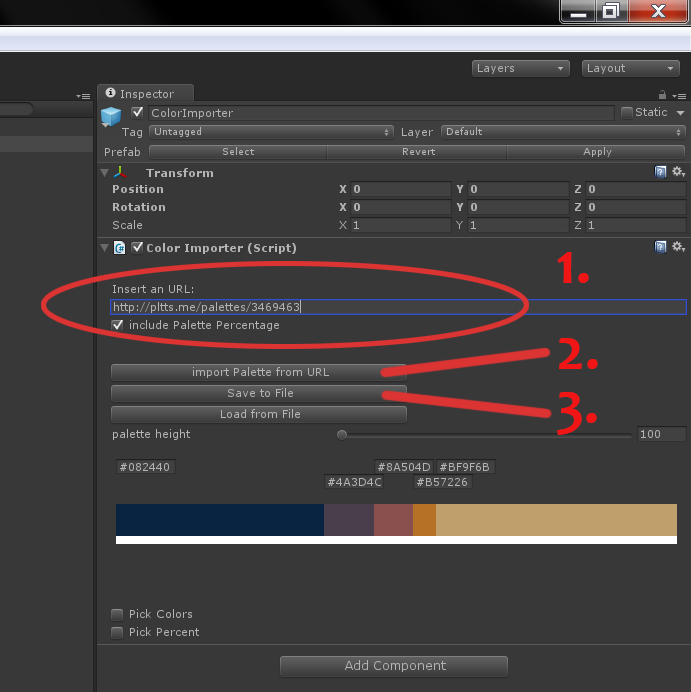 Layers Layout
Inspector
ColorImporter Static
Tag Untagged Layer Default
Prefab Select Revert Apply
Transform
Position X 0 Y 0 Z 0
Rotation X 0 Y 0 Z 0
Scale X 1 Y 1 Z 1
Color Importer (Script)
1.
Insert an URL:
http://pltts.me/palettes/3469463
include Palette Percentage
2.
import Palette from URL
Save to File
3.
Load from File
palette height 100
#082440 #8A504D #BF9F6B
#4A3D4C #B57226
Pick Colors
Pick Percent
Add Component